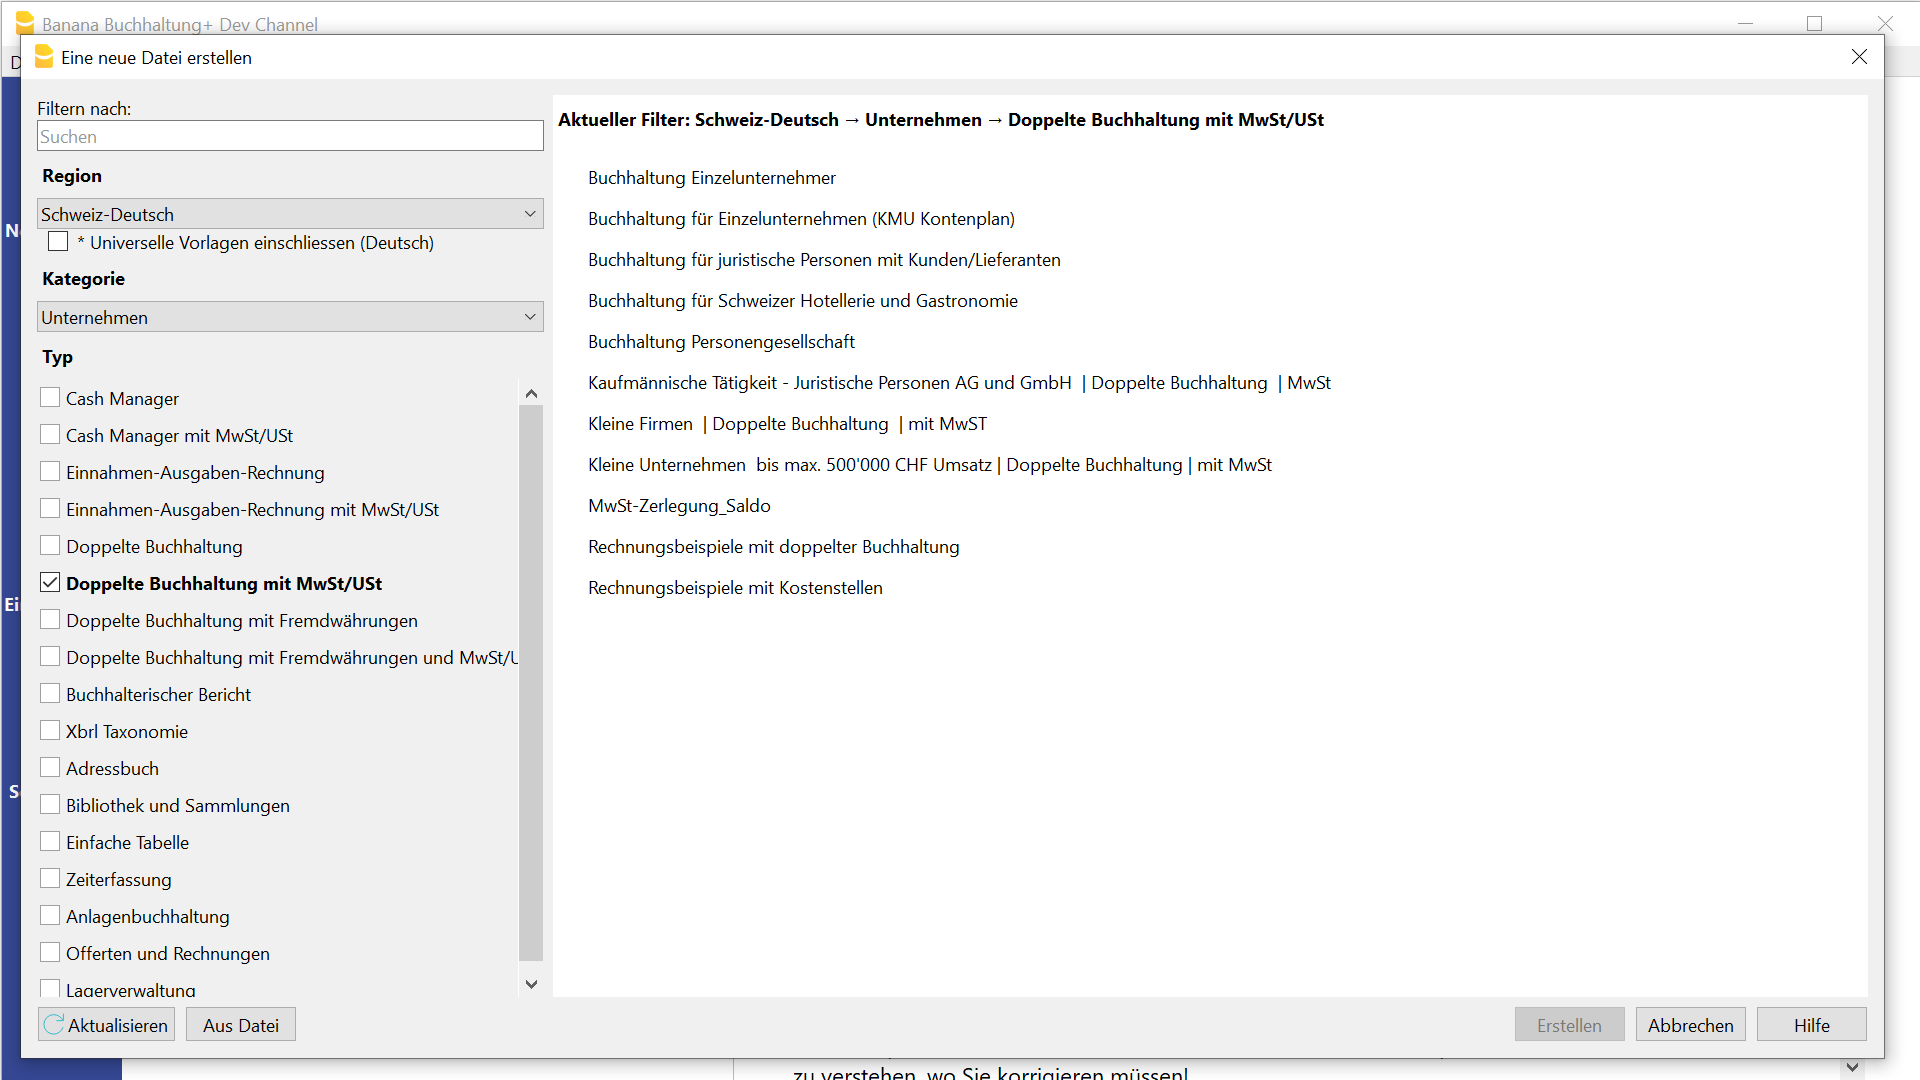 Banana Buchhaltung+ Dev Channel
Eine neue Datei erstellen
Filtern nach:
Suchen
Region
Schweiz-Deutsch
* Universelle Vorlagen einschliessen (Deutsch)
Kategorie
Unternehmen
Typ
Cash Manager
Cash Manager mit MwSt/USt
Einnahmen-Ausgaben-Rechnung
Einnahmen-Ausgaben-Rechnung mit MwSt/USt
Doppelte Buchhaltung
Doppelte Buchhaltung mit MwSt/USt
Doppelte Buchhaltung mit Fremdwährungen
Doppelte Buchhaltung mit Fremdwährungen und MwSt/U
Buchhalterischer Bericht
Xbrl Taxonomie
Adressbuch
Bibliothek und Sammlungen
Einfache Tabelle
Zeiterfassung
Anlagenbuchhaltung
Offerten und Rechnungen
Lagerverwaltung
Aktualisieren
Aus Datei
Aktueller Filter: Schweiz-Deutsch → Unternehmen → Doppelte Buchhaltung mit MwSt/USt
Buchhaltung Einzelunternehmer
Buchhaltung für Einzelunternehmen (KMU Kontenplan)
Buchhaltung für juristische Personen mit Kunden/Lieferanten
Buchhaltung für Schweizer Hotellerie und Gastronomie
Buchhaltung Personengesellschaft
Kaufmännische Tätigkeit - Juristische Personen AG und GmbH | Doppelte Buchhaltung | MwSt
Kleine Firmen | Doppelte Buchhaltung | mit MwST
Kleine Unternehmen bis max. 500'000 CHF Umsatz | Doppelte Buchhaltung | mit MwSt
MwSt-Zerlegung_Saldo
Rechnungsbeispiele mit doppelter Buchhaltung
Rechnungsbeispiele mit Kostenstellen
Erstellen
Abbrechen
Hilfe
zu verstehen, wo Sie korrigieren müssen!